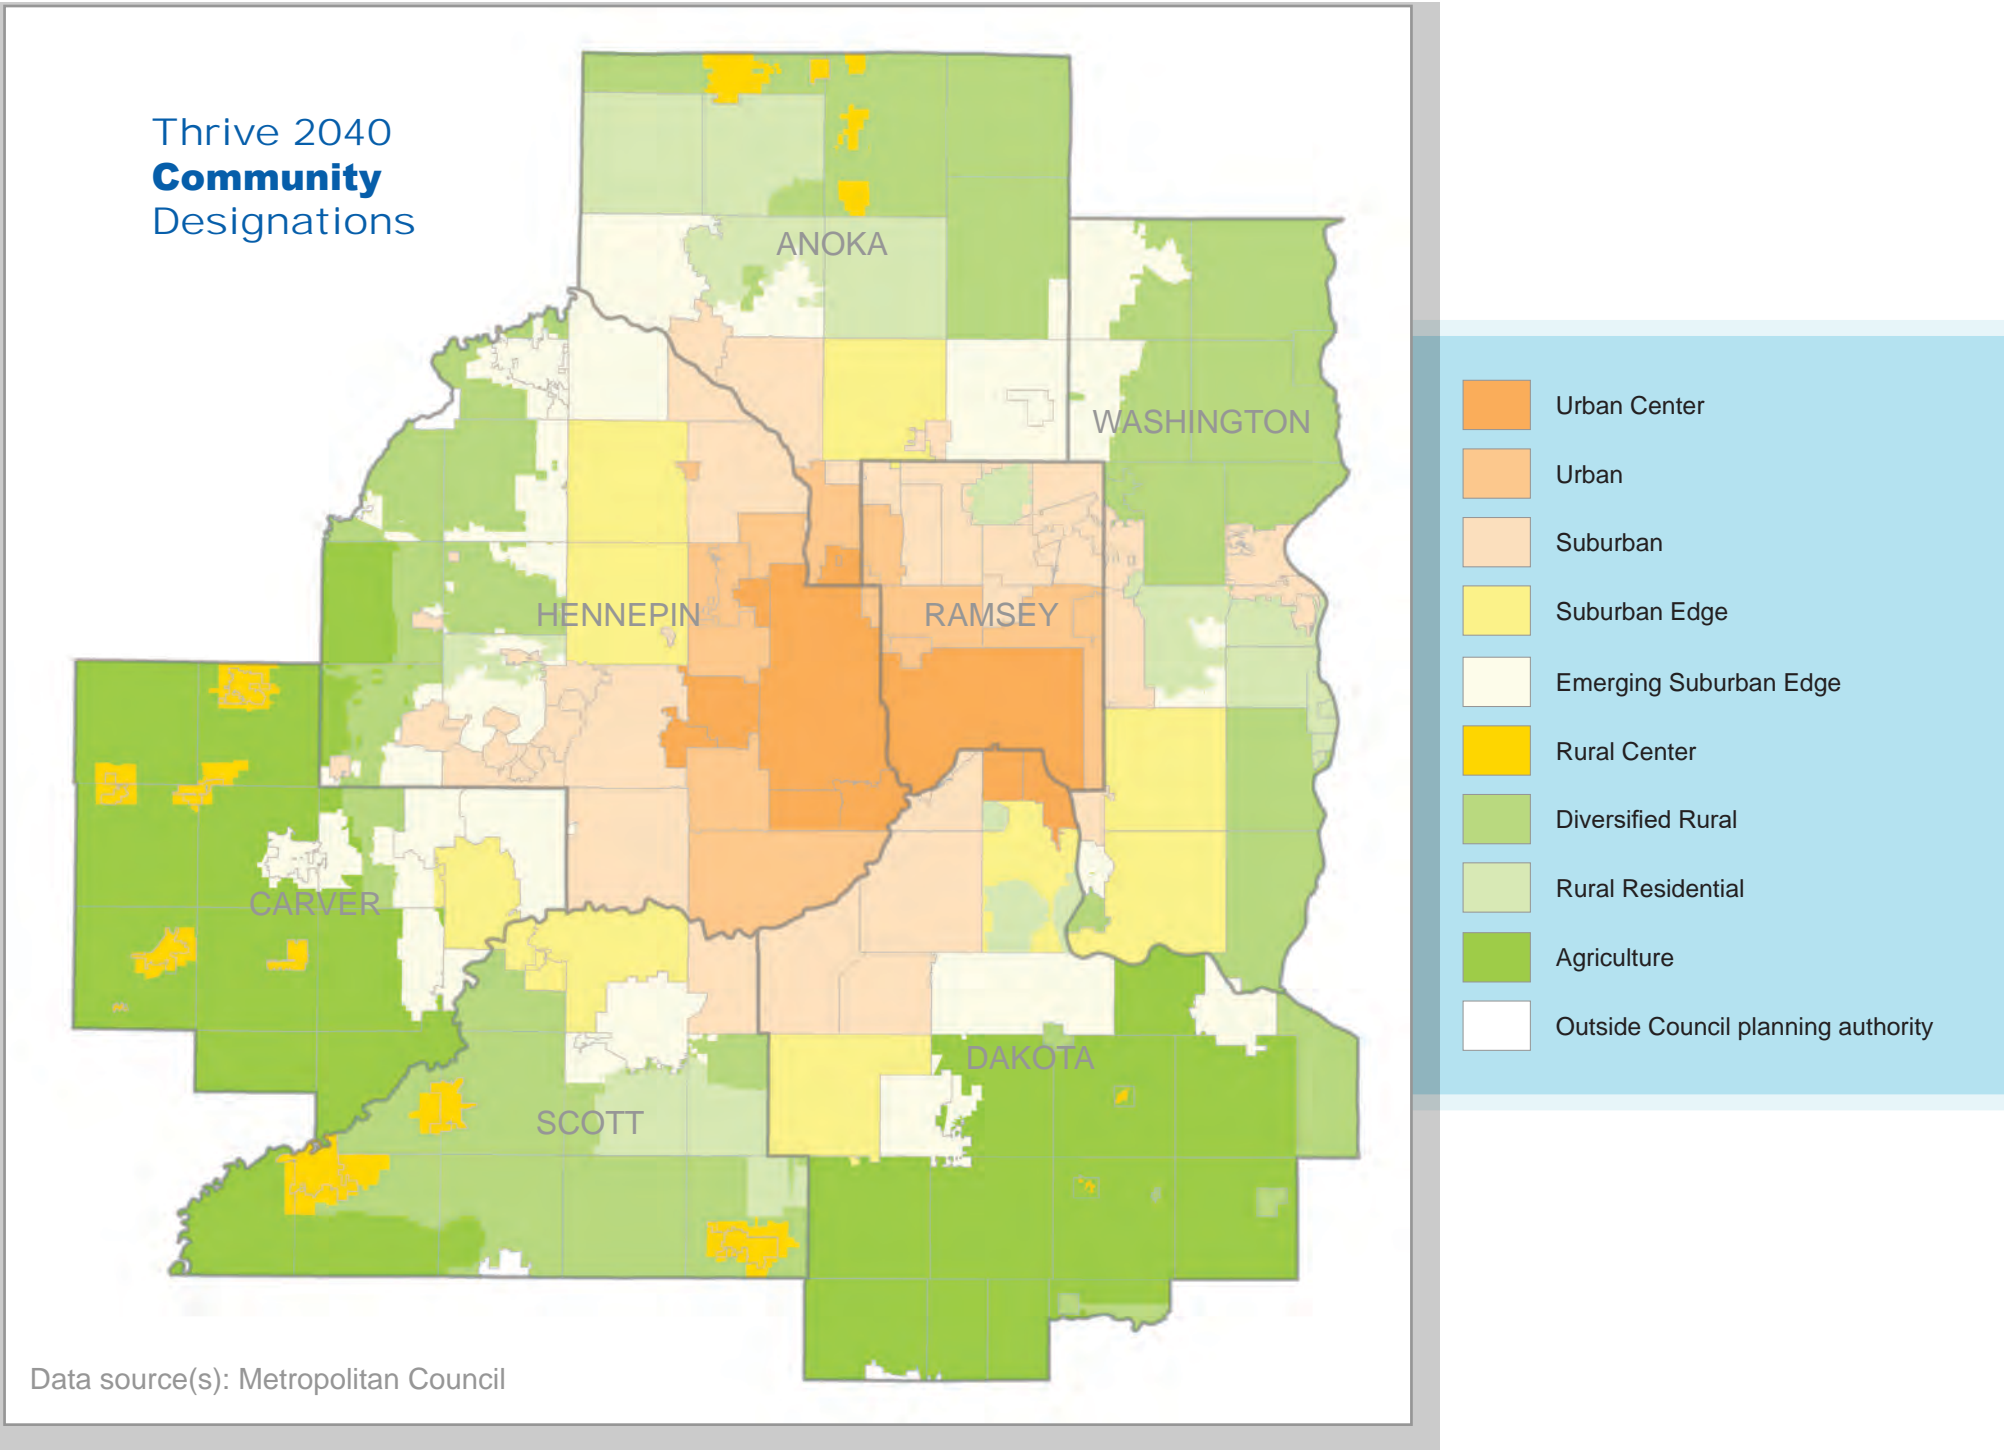 Thrive 2040
Community
Designations
ANOKA
WASHINGTON
HENNEPIN
RAMSEY
CARVER
DAKOTA
SCOTT
Data source(s): Metropolitan Council
Urban Center
Urban
Suburban
Suburban Edge
Emerging Suburban Edge
Rural Center
Diversified Rural
Rural Residential
Agriculture
Outside Council planning authority